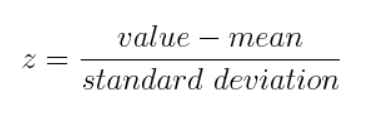 z = value − mean
standard deviation